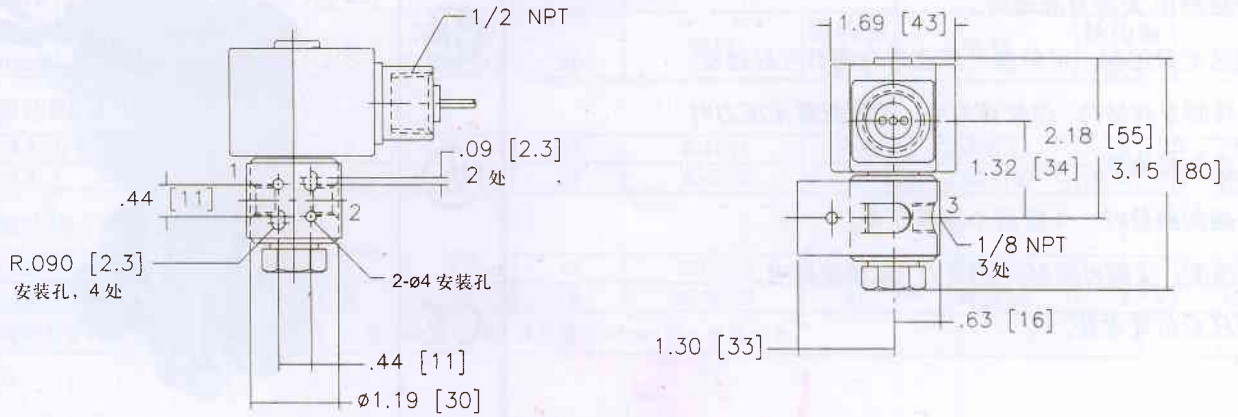 1/2 NPT
.09 [2.3]
2 处
1
.44 [11]
2
R.090 [2.3]
安装孔, 4 处
2-ø4 安装孔
.44 [11]
ø1.19 [30]
1.69 [43]
2.18 [55]
1.32 [34]
3.15 [80]
3
1/8 NPT
3处
.63 [16]
1.30 [33]